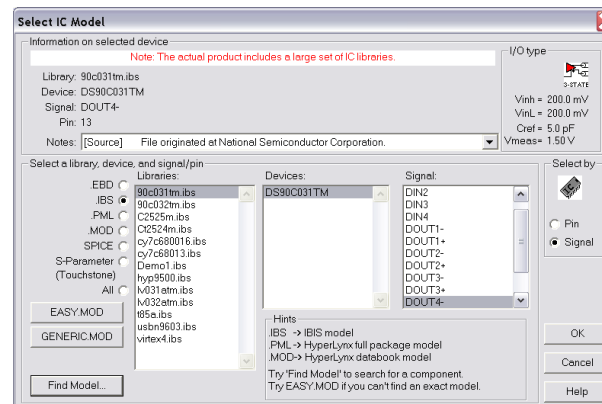 Select IC Model
Information on selected device
Note: The actual product includes a large set of IC libraries.
Library: 90c031tm.ibs
Device: DS90C031TM
Signal: DOUT4-
Pin: 13
Notes: [Source] File originated at National Semiconductor Corporation.
I/O type
3-STATE
Vinh = 200.0 mV
VinL = 200.0 mV
Cref = 5.0 pF
Vmeas= 1.50 V
Select a library, device, and signal/pin
.EBD
.IBS
.PML
.MOD
SPICE
S-Parameter
(Touchstone)
All
EASY.MOD
GENERIC.MOD
Find Model...
Libraries:
90c031tm.ibs
90c032tm.ibs
C2525m.ibs
Ct2524m.ibs
cy7c680016.ibs
cy7c68013.ibs
Demo1.ibs
hyp9500.ibs
lv031atm.ibs
lv032atm.ibs
t85a.ibs
usbn9603.ibs
virtex4.ibs
Devices:
DS90C031TM
Signal:
DIN2
DIN3
DIN4
DOUT1-
DOUT1+
DOUT2-
DOUT2+
DOUT3-
DOUT3+
DOUT4-
Hints
.IBS -> IBIS model
.PML-> HyperLynx full package model
.MOD-> HyperLynx databook model
Try 'Find Model' to search for a component.
Try EASY.MOD if you can't find an exact model.
Select by
Pin
Signal
OK
Cancel
Help